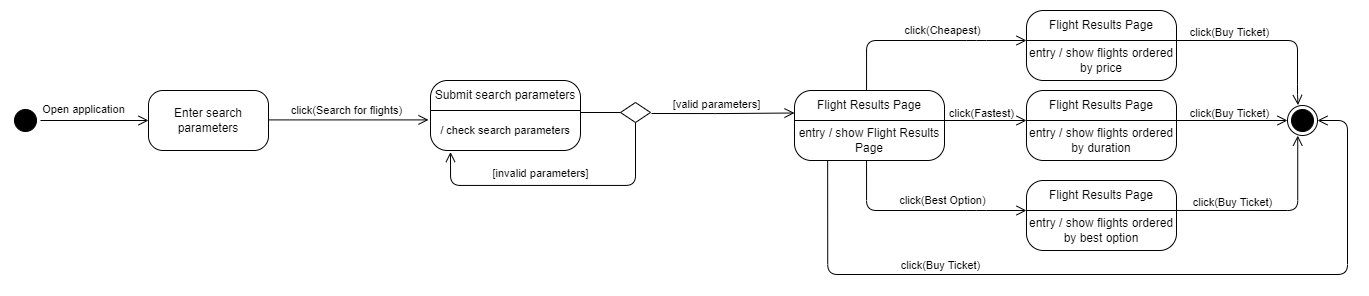 Open application
Enter search
parameters
click(Search for flights)
Submit search parameters
/ check search parameters
[invalid parameters]
[valid parameters]
Flight Results Page
entry / show Flight Results
Page
click(Cheapest)
Flight Results Page
entry / show flights ordered
by price
click(Buy Ticket)
click(Fastest)
Flight Results Page
entry / show flights ordered
by duration
click(Buy Ticket)
click(Best Option)
Flight Results Page
entry / show flights ordered
by best option
click(Buy Ticket)
click(Buy Ticket)